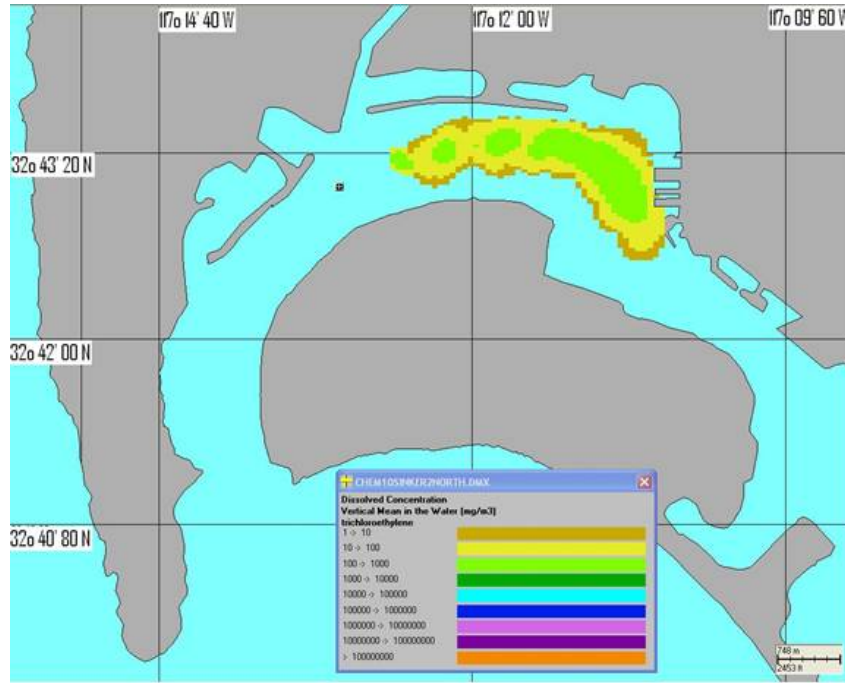 117o 14' 40 W
117o 12' 00 W
117o 09' 60 W
32o 43' 20 N
32o 42' 00 N
32o 40' 80 N
CHEM10SINKER2NORTH.DMX
Dissolved Concentration
Vertical Mean in the Water (mg/m3)
trichloroethylene
1 -> 10
10 -> 100
100 -> 1000
1000 -> 10000
10000 -> 100000
100000 -> 1000000
1000000 -> 10000000
10000000 -> 100000000
> 100000000
748 m
2453 ft